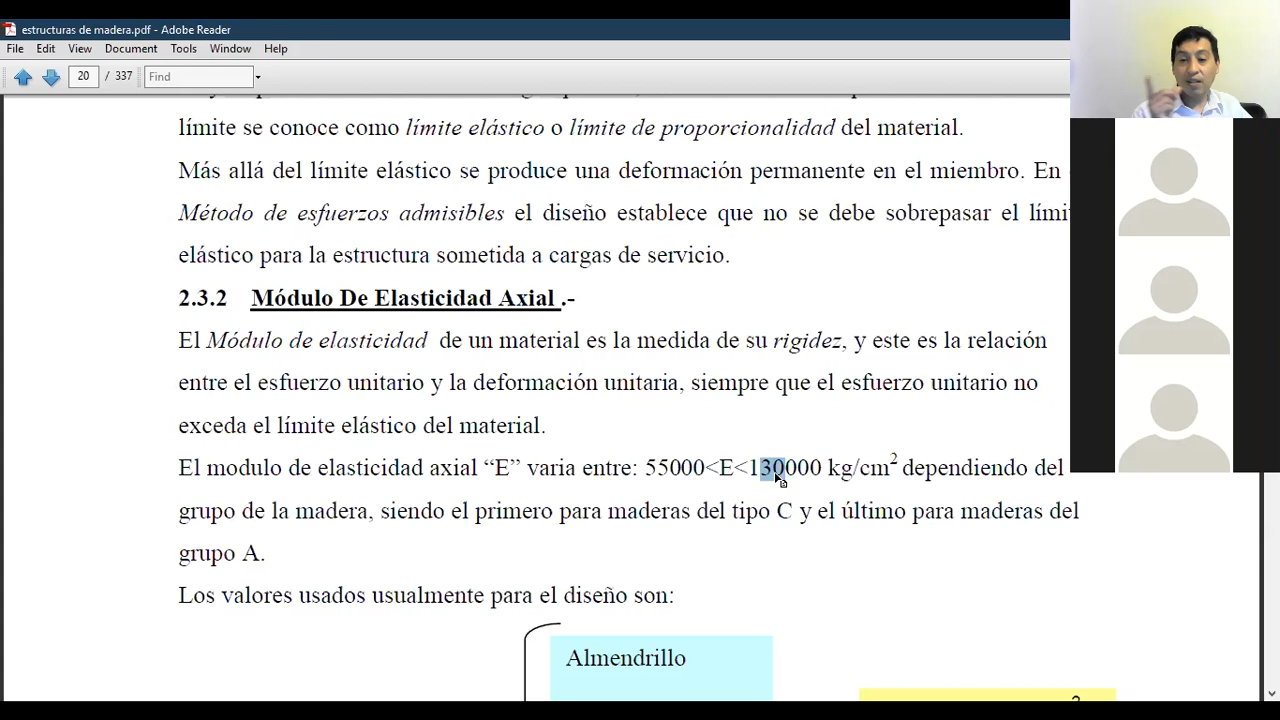 estructuras de madera.pdf - Adobe Reader
File Edit View Document Tools Window Help
20 / 337 Find
límite se conoce como límite elástico o límite de proporcionalidad del material.
Más allá del límite elástico se produce una deformación permanente en el miembro. En
Método de esfuerzos admisibles el diseño establece que no se debe sobrepasar el
elástico para la estructura sometida a cargas de servicio.
2.3.2 Módulo De Elasticidad Axial .-
El Módulo de elasticidad de un material es la medida de su rigidez, y este es la relación
entre el esfuerzo unitario y la deformación unitaria, siempre que el esfuerzo unitario no
exceda el límite elástico del material.
El modulo de elasticidad axial “E” varia entre: 55000<E<130000 kg/cm² dependiendo del
grupo de la madera, siendo el primero para maderas del tipo C y el último para maderas del
grupo A.
Los valores usados usualmente para el diseño son:
Almendrillo